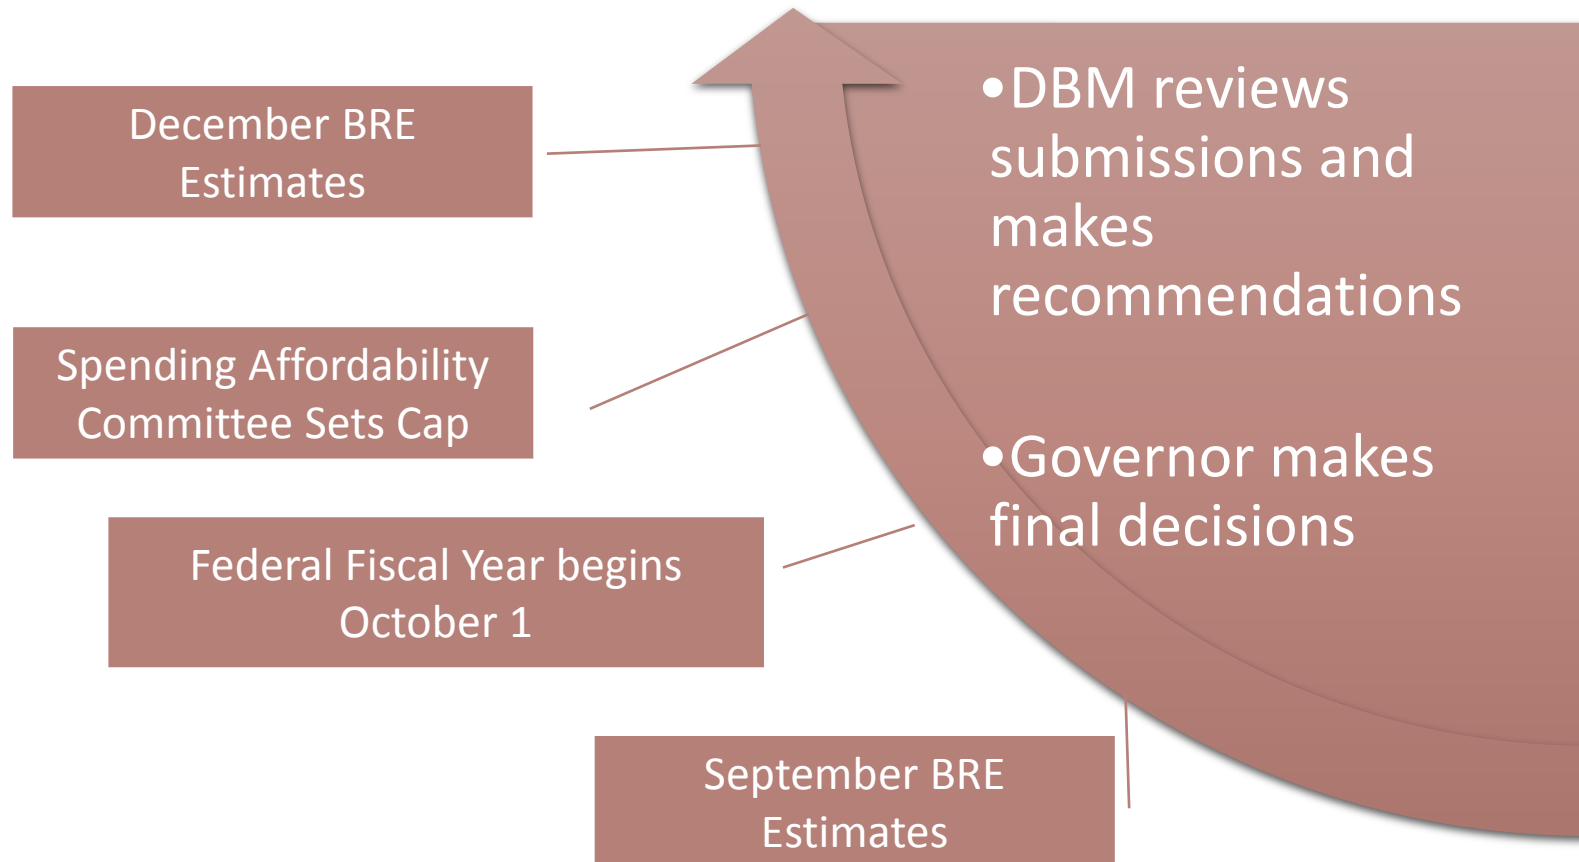 December BRE
Estimates
Spending Affordability
Committee Sets Cap
Federal Fiscal Year begins
October 1
September BRE
Estimates
•DBM reviews
submissions and
makes
recommendations
•Governor makes
final decisions